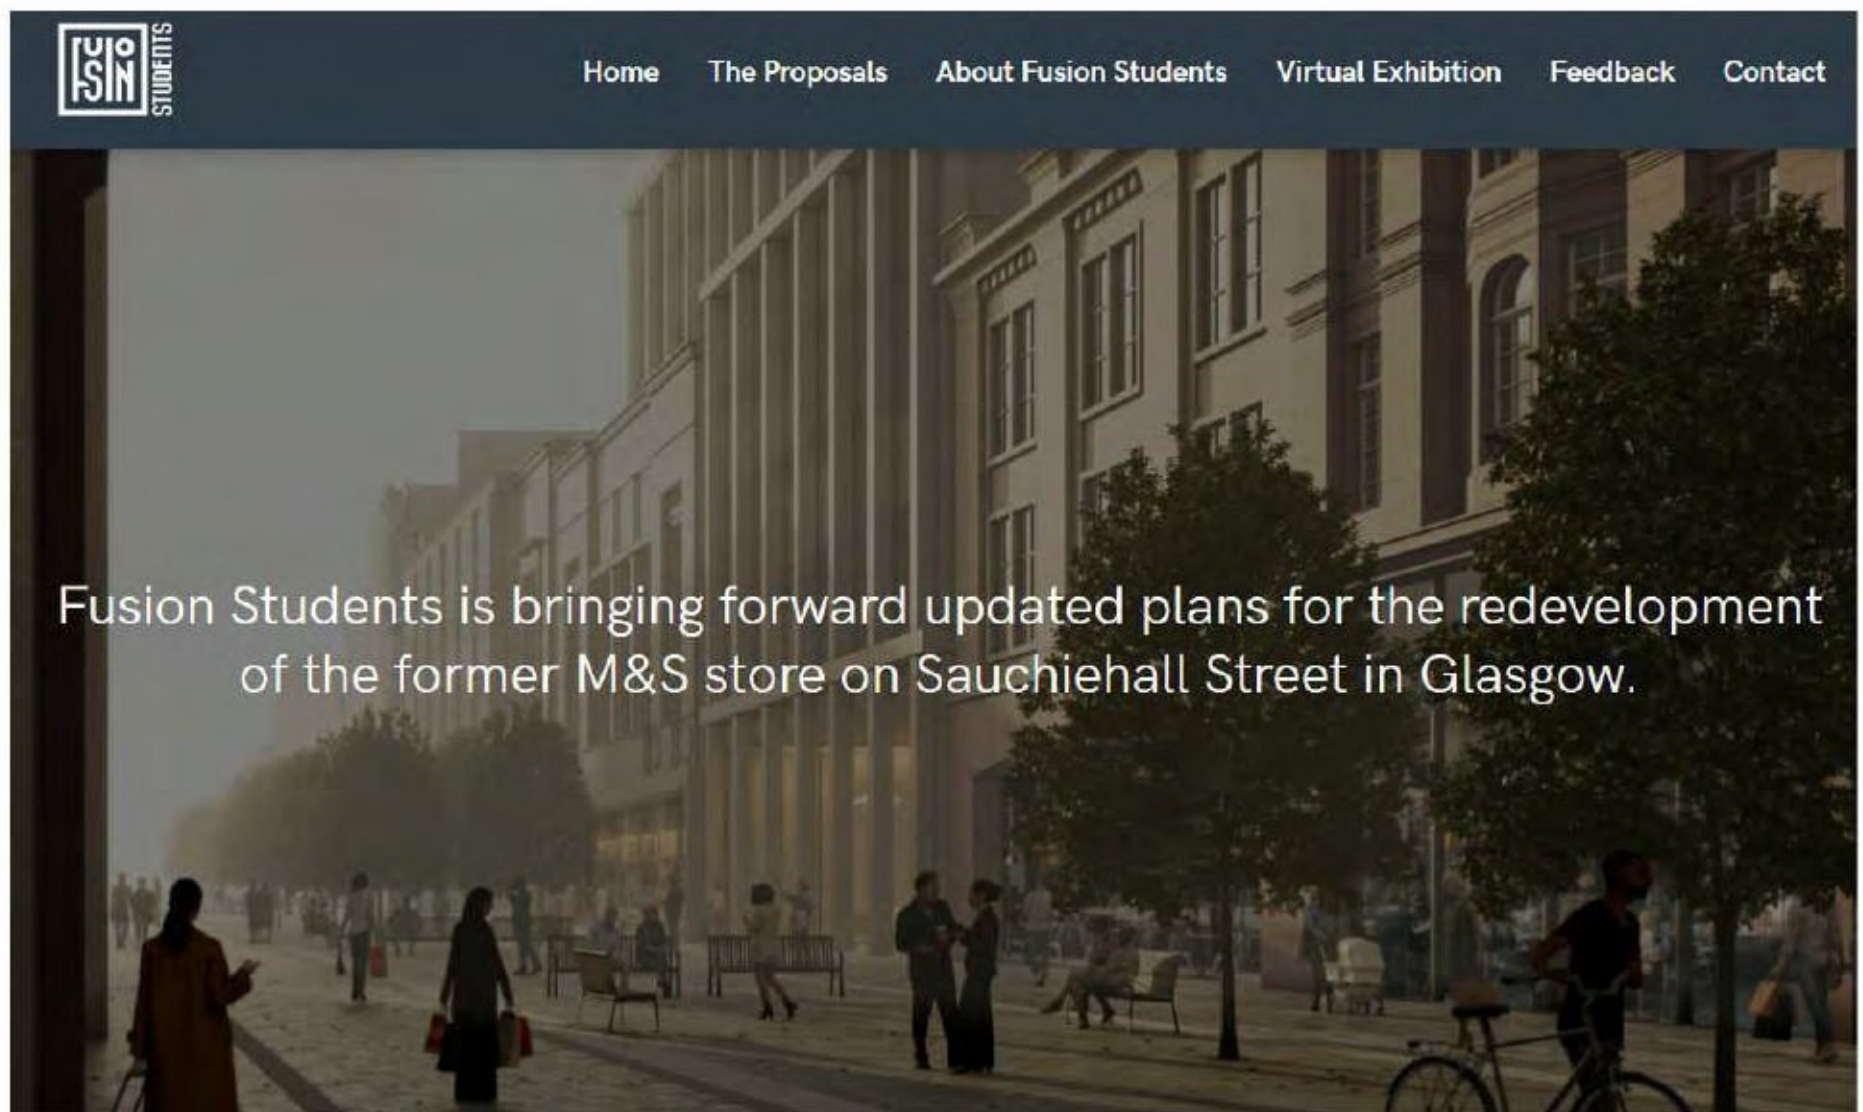 FUSION STUDENTS
Home The Proposals About Fusion Students Virtual Exhibition Feedback Contact
Fusion Students is bringing forward updated plans for the redevelopment
of the former M&S store on Sauchiehall Street in Glasgow.